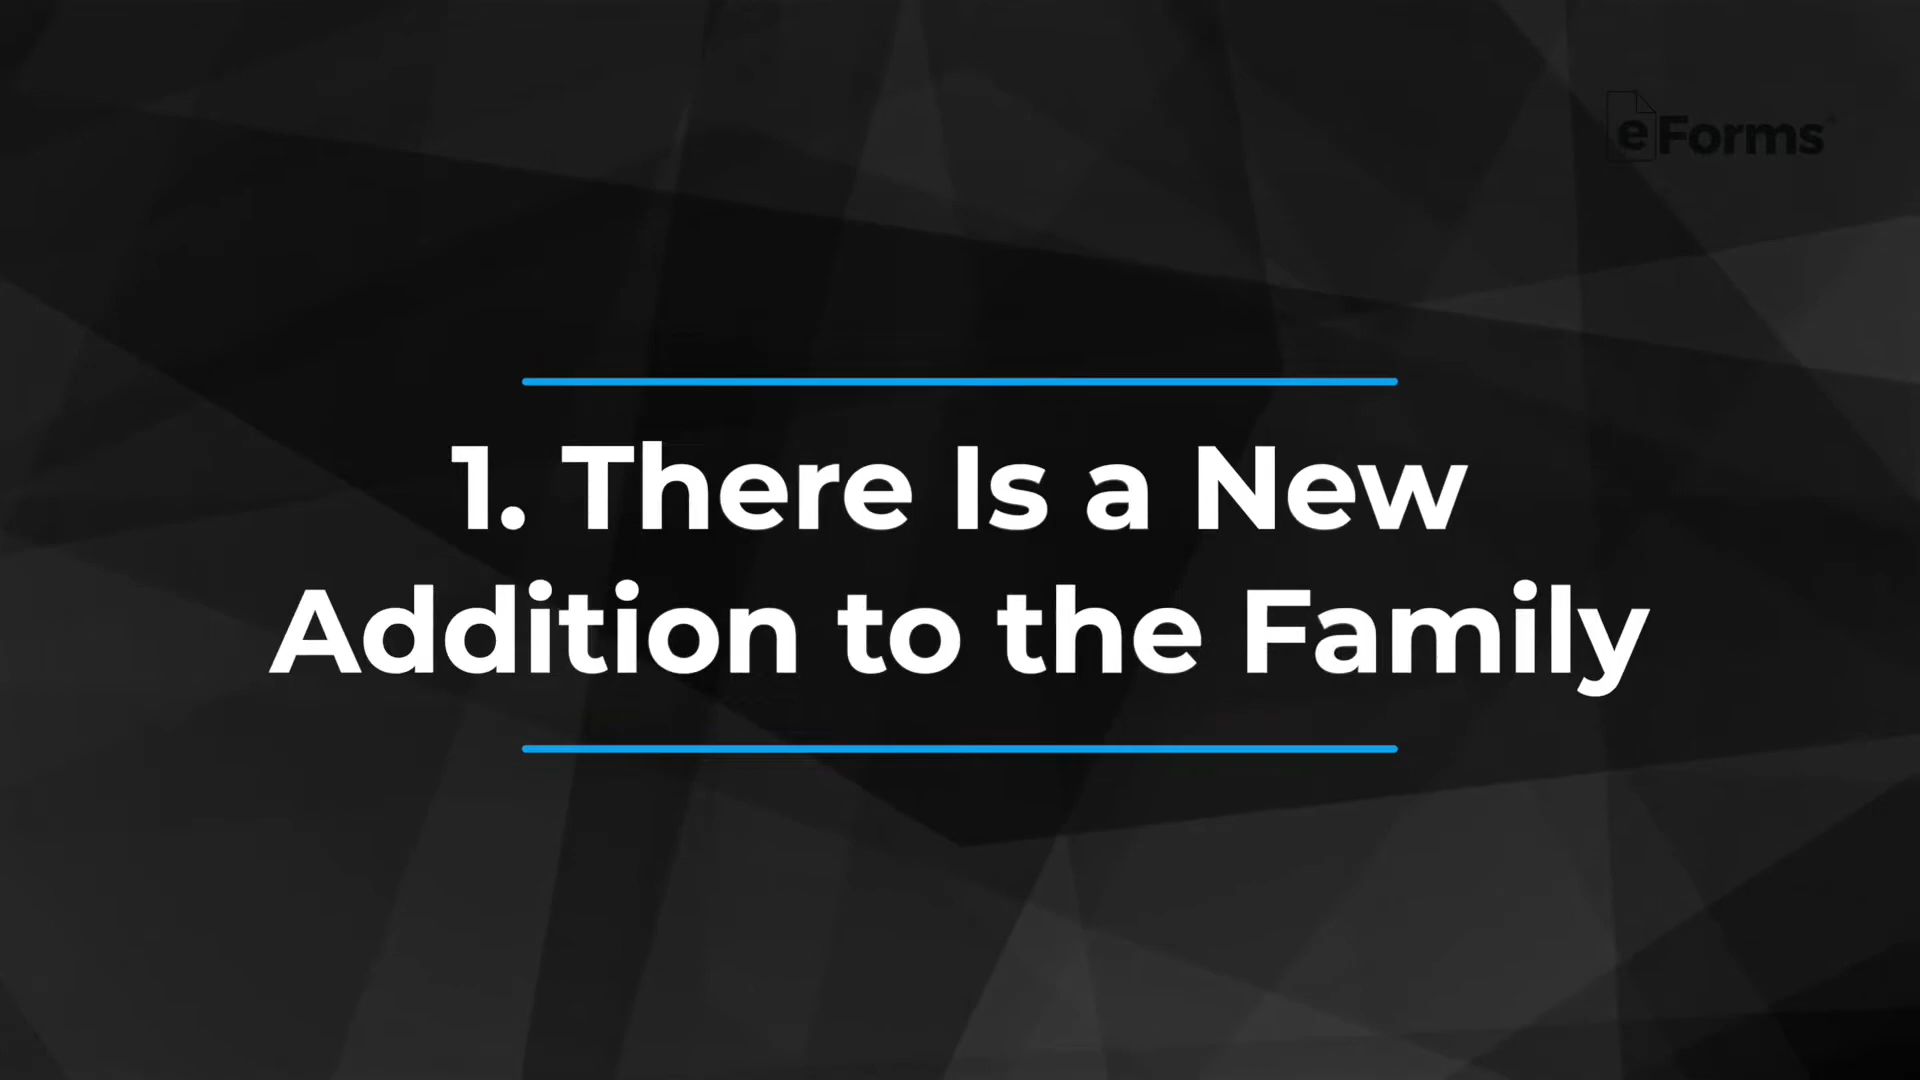 eForms
1. There Is a New
Addition to the Family